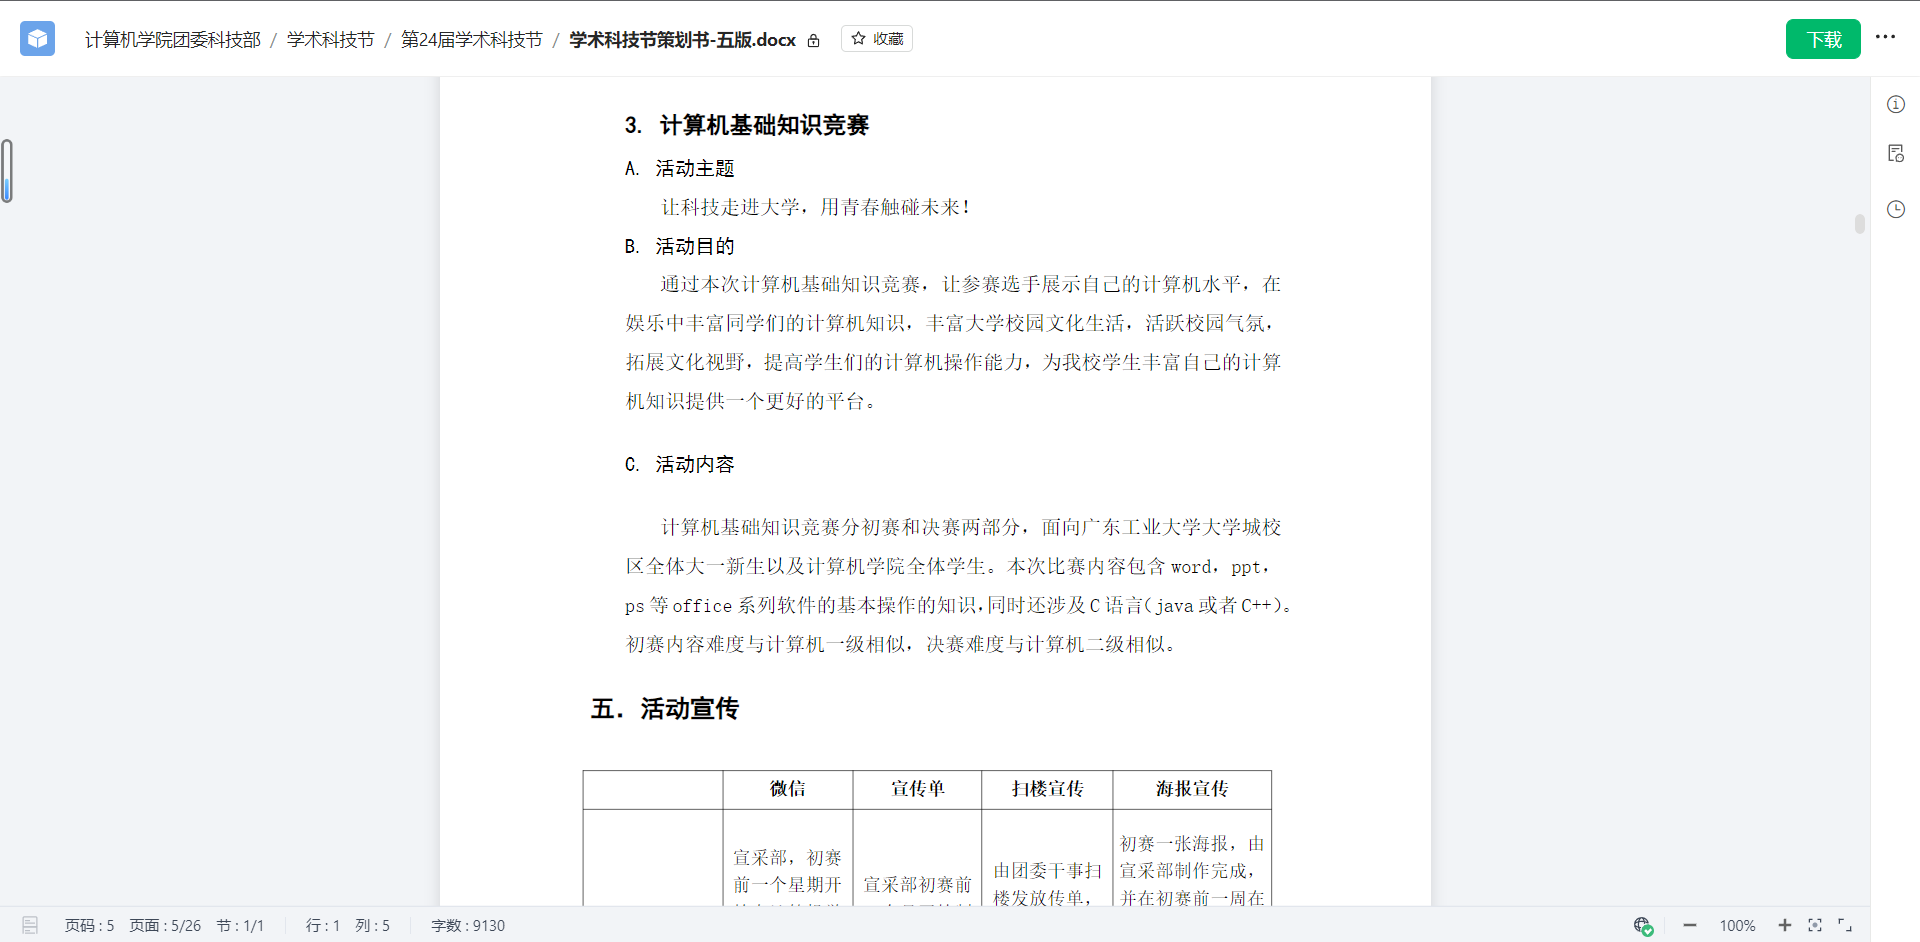 计算机学院团委科技部 / 学术科技节 / 第24届学术科技节 / 学术科技节策划书-五版.docx 收藏 下载
3. 计算机基础知识竞赛
A. 活动主题
让科技走进大学，用青春触碰未来！
B. 活动目的
通过本次计算机基础知识竞赛，让参赛选手展示自己的计算机水平，在
娱乐中丰富同学们的计算机知识，丰富大学校园文化生活，活跃校园气氛，
拓展文化视野，提高学生们的计算机操作能力，为我校学生丰富自己的计算
机知识提供一个更好的平台。
C. 活动内容
计算机基础知识竞赛分初赛和决赛两部分，面向广东工业大学大学城校
区全体大一新生以及计算机学院全体学生。本次比赛内容包含 word，ppt，
ps 等 office 系列软件的基本操作的知识，同时还涉及 C 语言（java 或者 C++）。
初赛内容难度与计算机一级相似，决赛难度与计算机二级相似。
五. 活动宣传
微信 宣传单 扫楼宣传 海报宣传
宣采部，初赛
前一个星期开
宣采部初赛前
由团委干事扫
楼发放传单，
初赛一张海报，由
宣采部制作完成，
并在初赛前一周在
页码：5 页面：5/26 节：1/1 行：1 列：5 字数：9130 100%